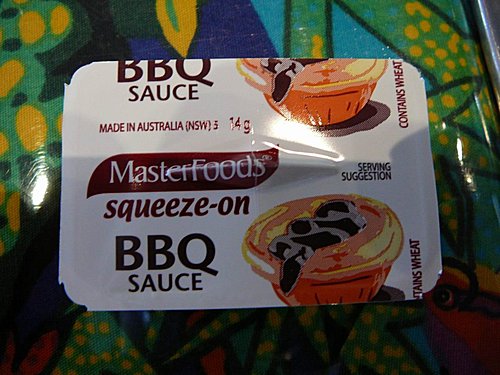 BBQ
SAUCE
CONTAINS WHEAT
MADE IN AUSTRALIA (NSW) 3 14 g
MasterFoods®
SERVING
SUGGESTION
squeeze-on
BBQ
SAUCE
TAINS WHEAT